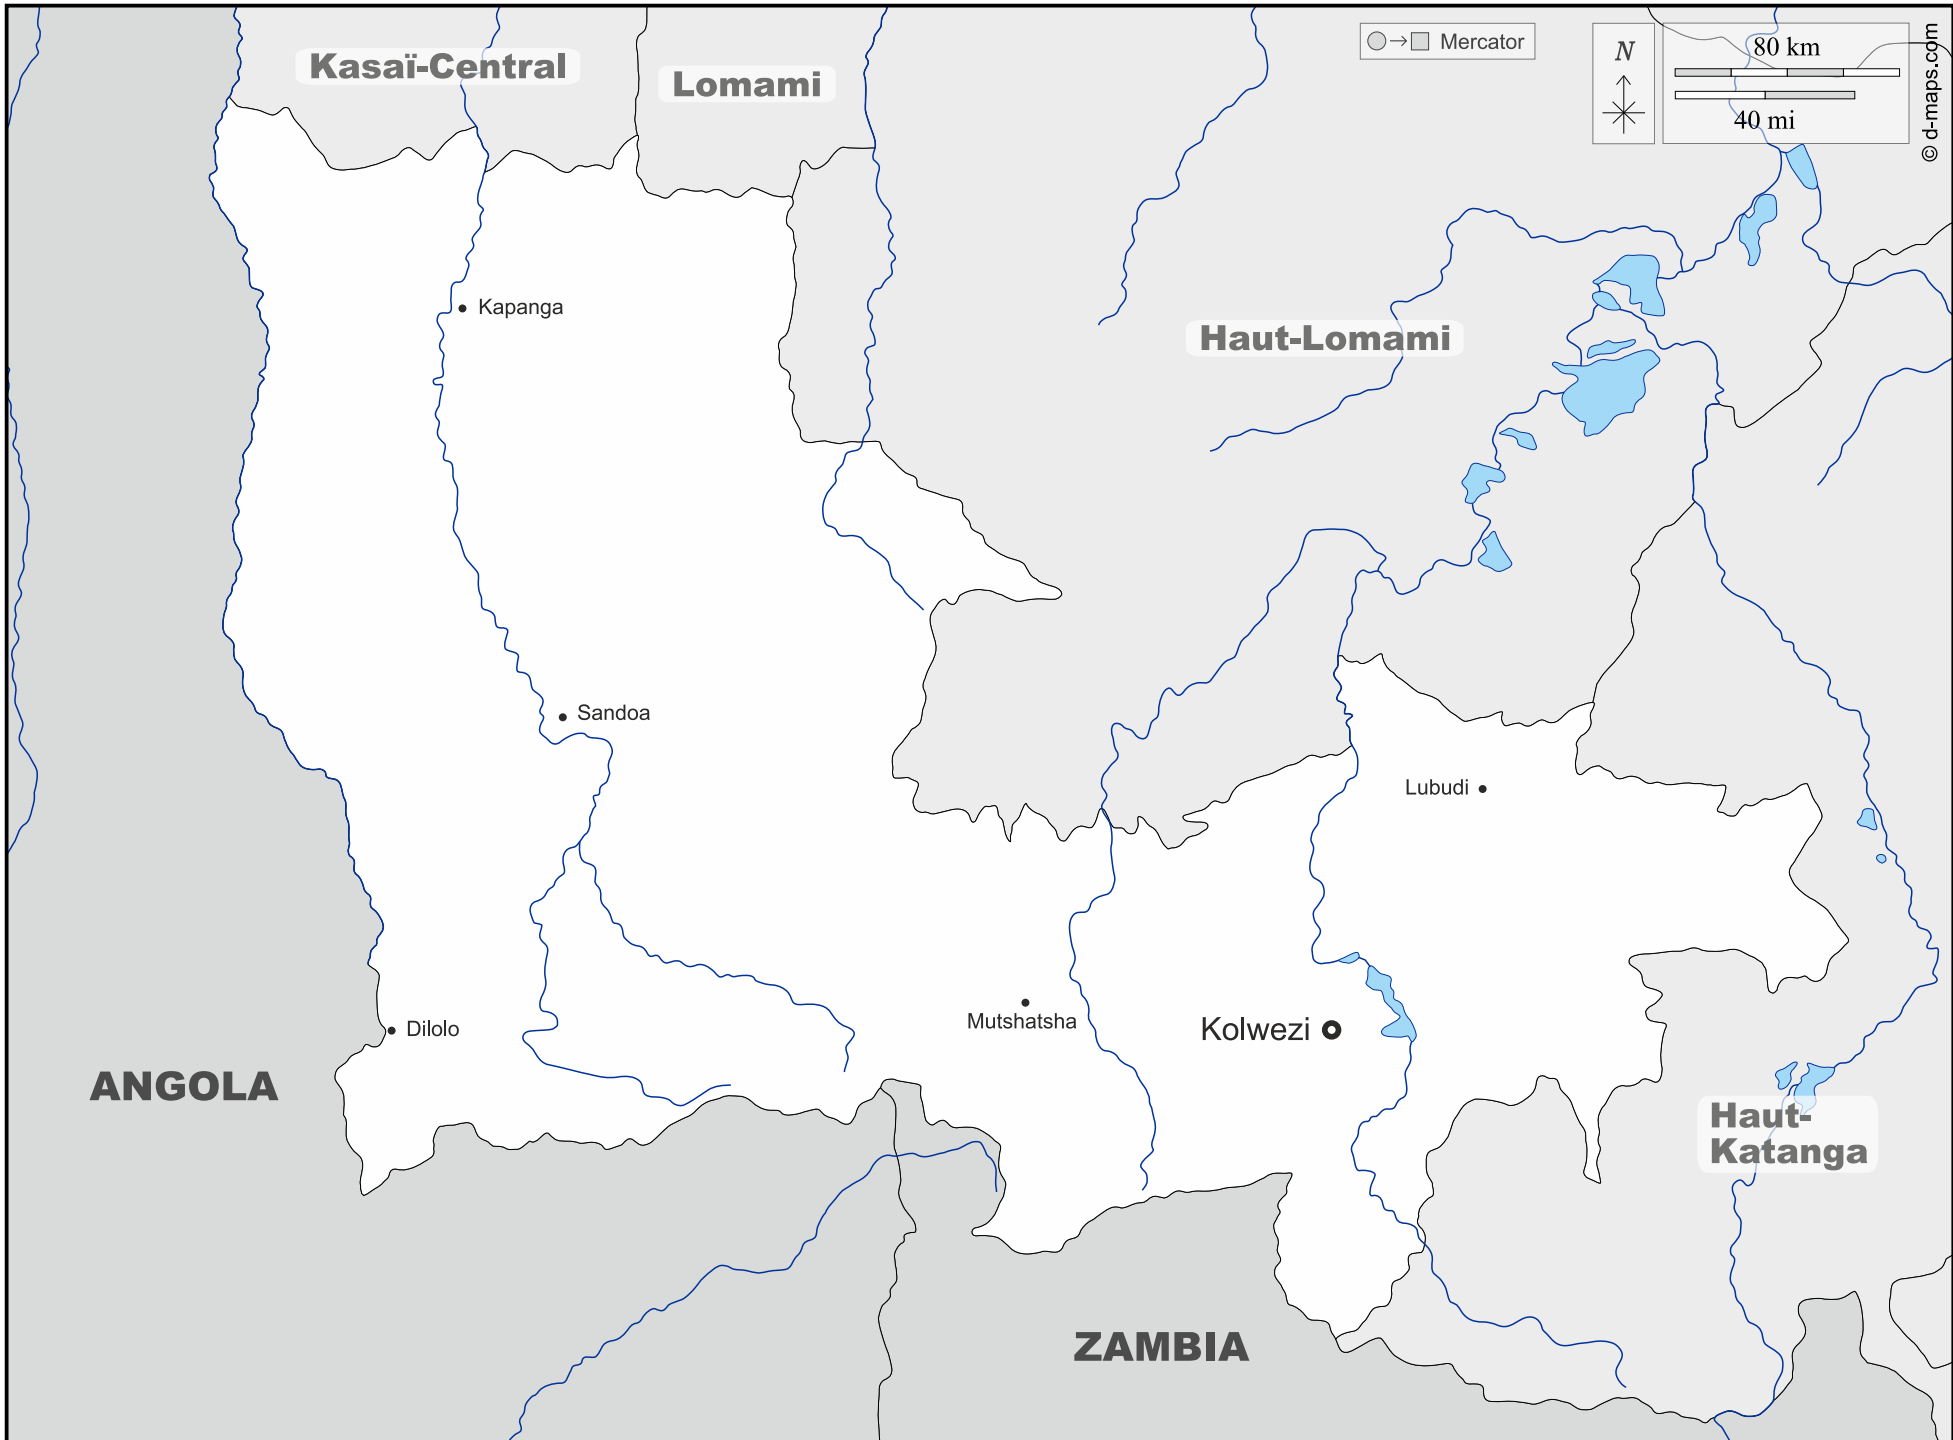 Kasaï-Central
Lomami
Mercator
N
80 km
40 mi
© d-maps.com
Kapanga
Haut-Lomami
Sandoa
Lubudi
Mutshatsha
Kolwezi
Dilolo
ANGOLA
Haut-
Katanga
ZAMBIA